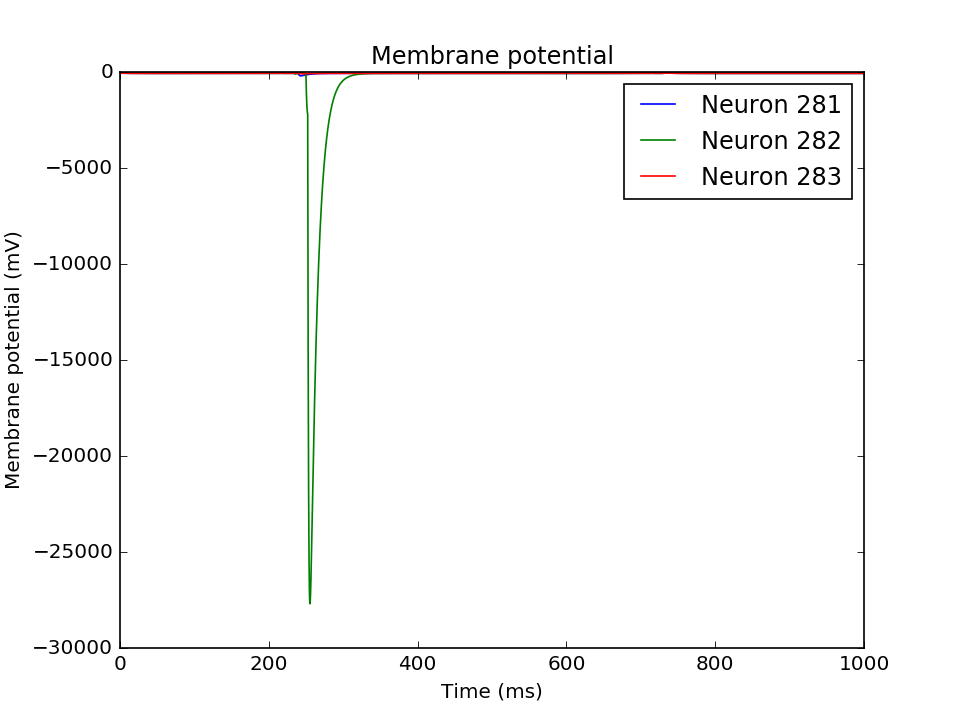 Membrane potential
Neuron 281
Neuron 282
Neuron 283
Membrane potential (mV)
0
−5000
−10000
−15000
−20000
−25000
−30000
0 200 400 600 800 1000
Time (ms)